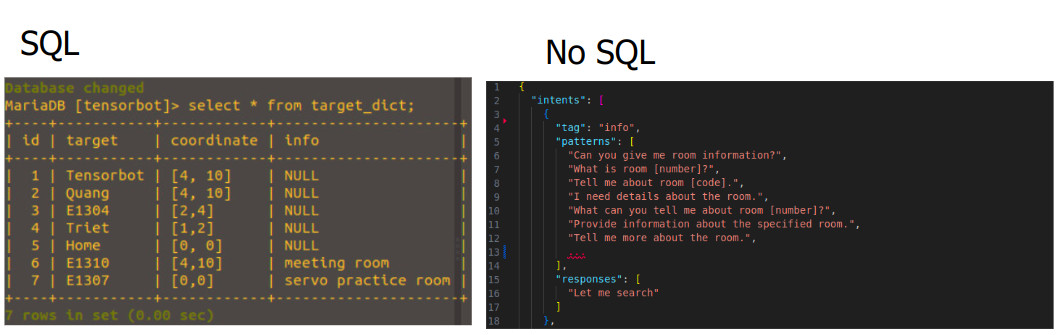 SQL
Database changed
MariaDB [tensorbot]> select * from target_dict;
+----+-----------+------------+---------------------+
| id | target | coordinate | info |
+----+-----------+------------+---------------------+
| 1 | Tensorbot | [4, 10] | NULL |
| 2 | Quang | [4, 10] | NULL |
| 3 | E1304 | [2,4] | NULL |
| 4 | Triet | [1,2] | NULL |
| 5 | Home | [0, 0] | NULL |
| 6 | E1310 | [4,10] | meeting room |
| 7 | E1307 | [0,0] | servo practice room |
+----+-----------+------------+---------------------+
7 rows in set (0.00 sec)
No SQL
1 {
2 "intents": [
3 {
4 "tag": "info",
5 "patterns": [
6 "Can you give me room information?",
7 "What is room [number]?",
8 "Tell me about room [code].",
9 "I need details about the room.",
10 "What can you tell me about room [number]?",
11 "Provide information about the specified room.",
12 "Tell me more about the room.",
13 ...
14 ],
15 "responses": [
16 "Let me search"
17 ]
18 },